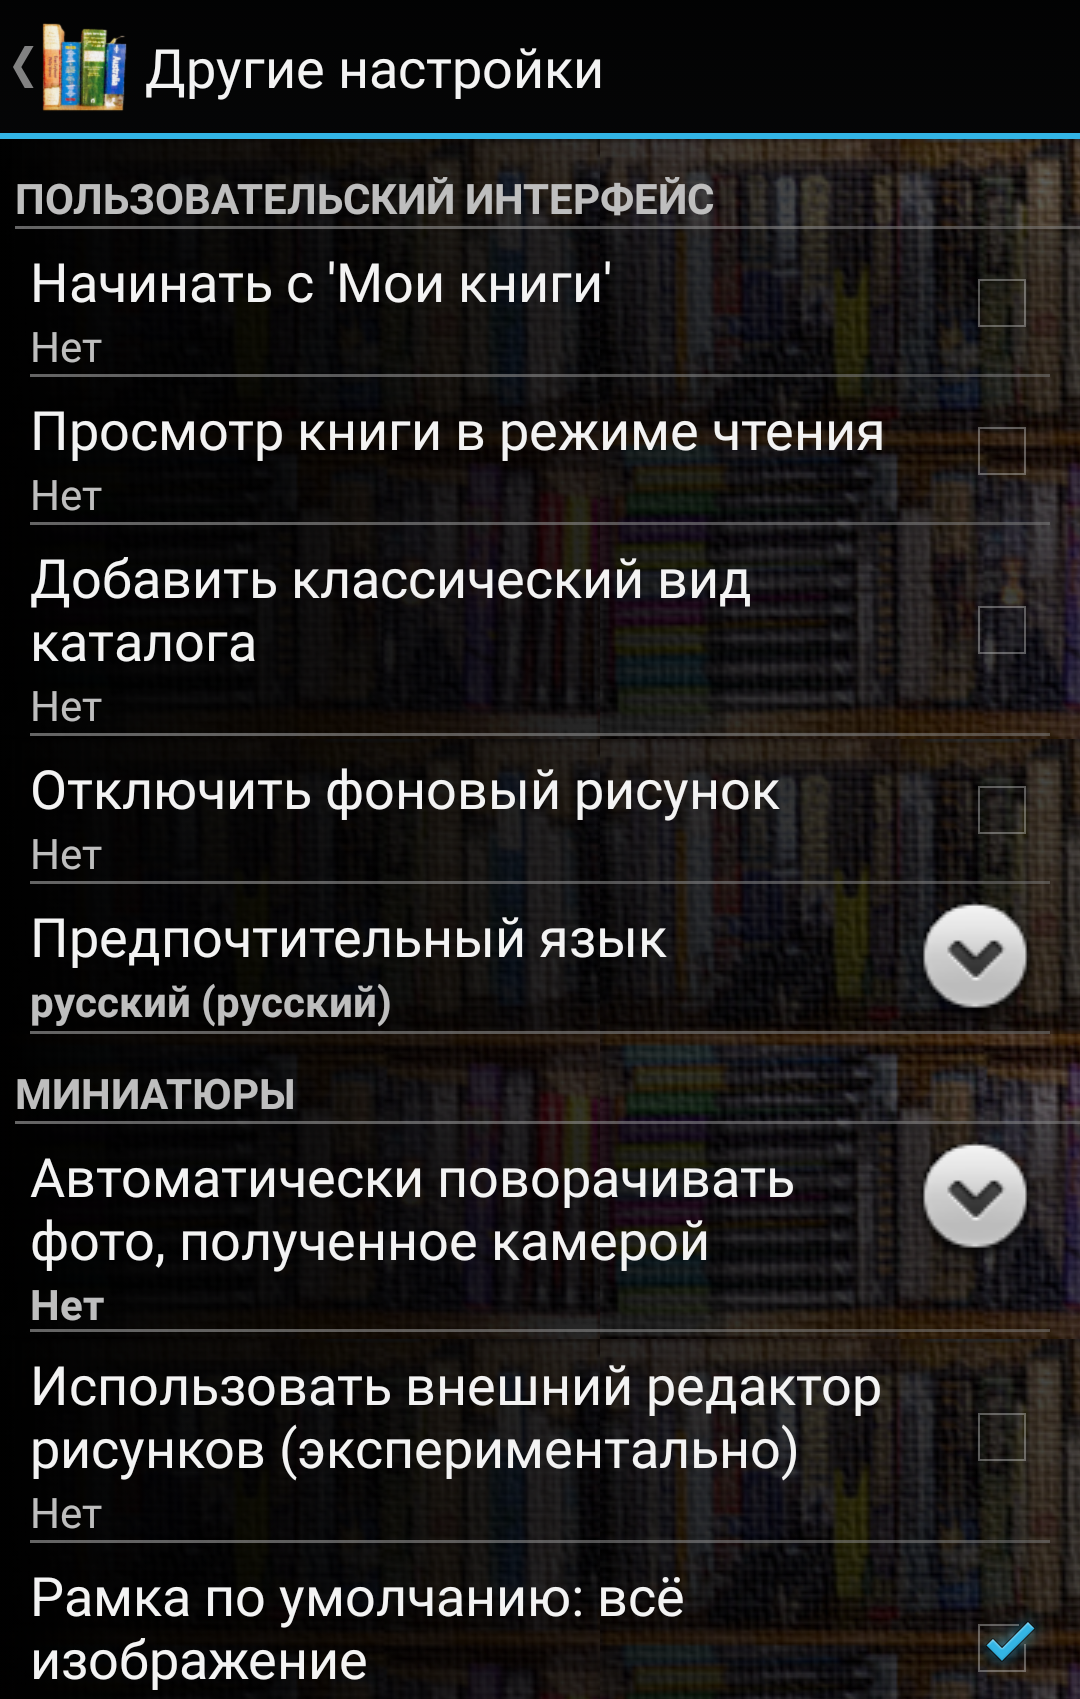 Другие настройки
ПОЛЬЗОВАТЕЛЬСКИЙ ИНТЕРФЕЙС
Начинать с 'Мои книги'
Нет
Просмотр книги в режиме чтения
Нет
Добавить классический вид
каталога
Нет
Отключить фоновый рисунок
Нет
Предпочтительный язык
русский (русский)
МИНИАТЮРЫ
Автоматически поворачивать
фото, полученное камерой
Нет
Использовать внешний редактор
рисунков (экспериментально)
Нет
Рамка по умолчанию: всё
изображение